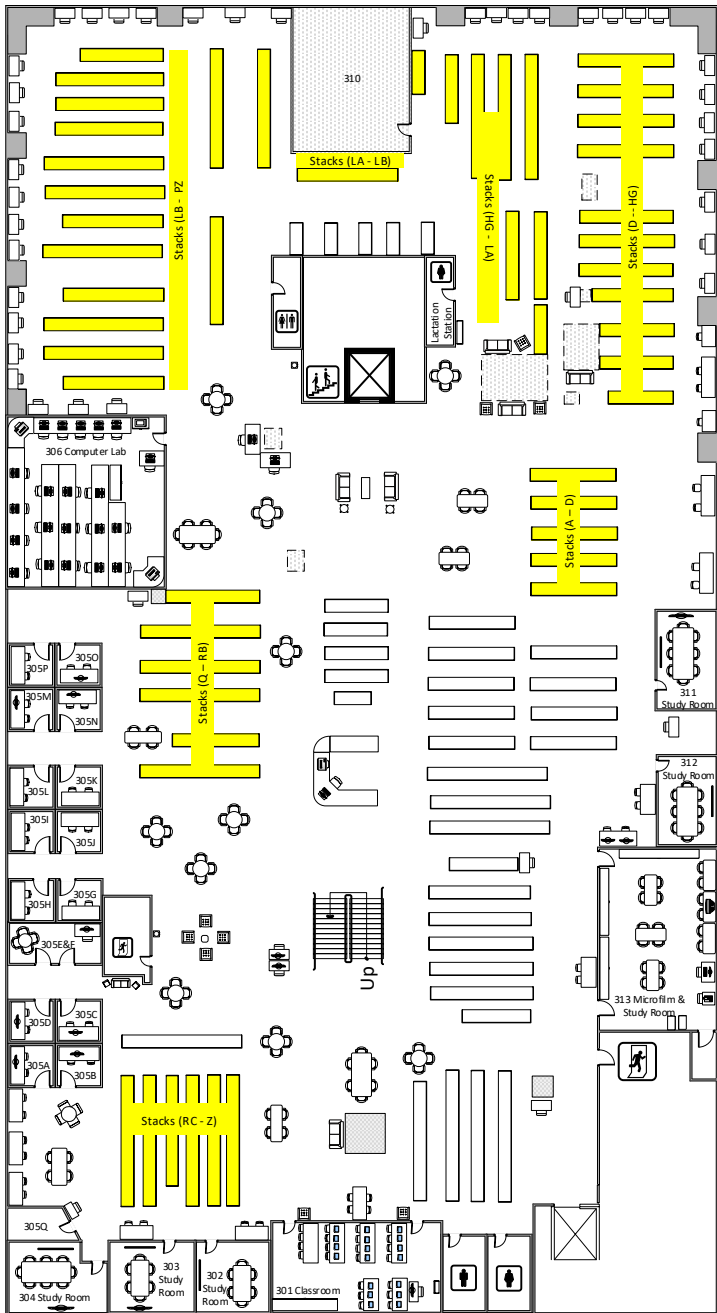 310
Stacks (LA - LB)
Stacks (LB - PZ
Stacks (HG - LA)
Stacks (D -- HG)
Lactation
Station
306 Computer Lab
Stacks (A – D)
Stacks (Q – RB)
305P
305O
305M
305N
311
Study Room
305L
305K
312
Study Room
305I
305J
305H
305G
305E&F
Up
305D
305C
313 Microfilm &
Study Room
305A
305B
Stacks (RC - Z)
305Q
304 Study Room
303
Study
Room
302
Study
Room
301 Classroom